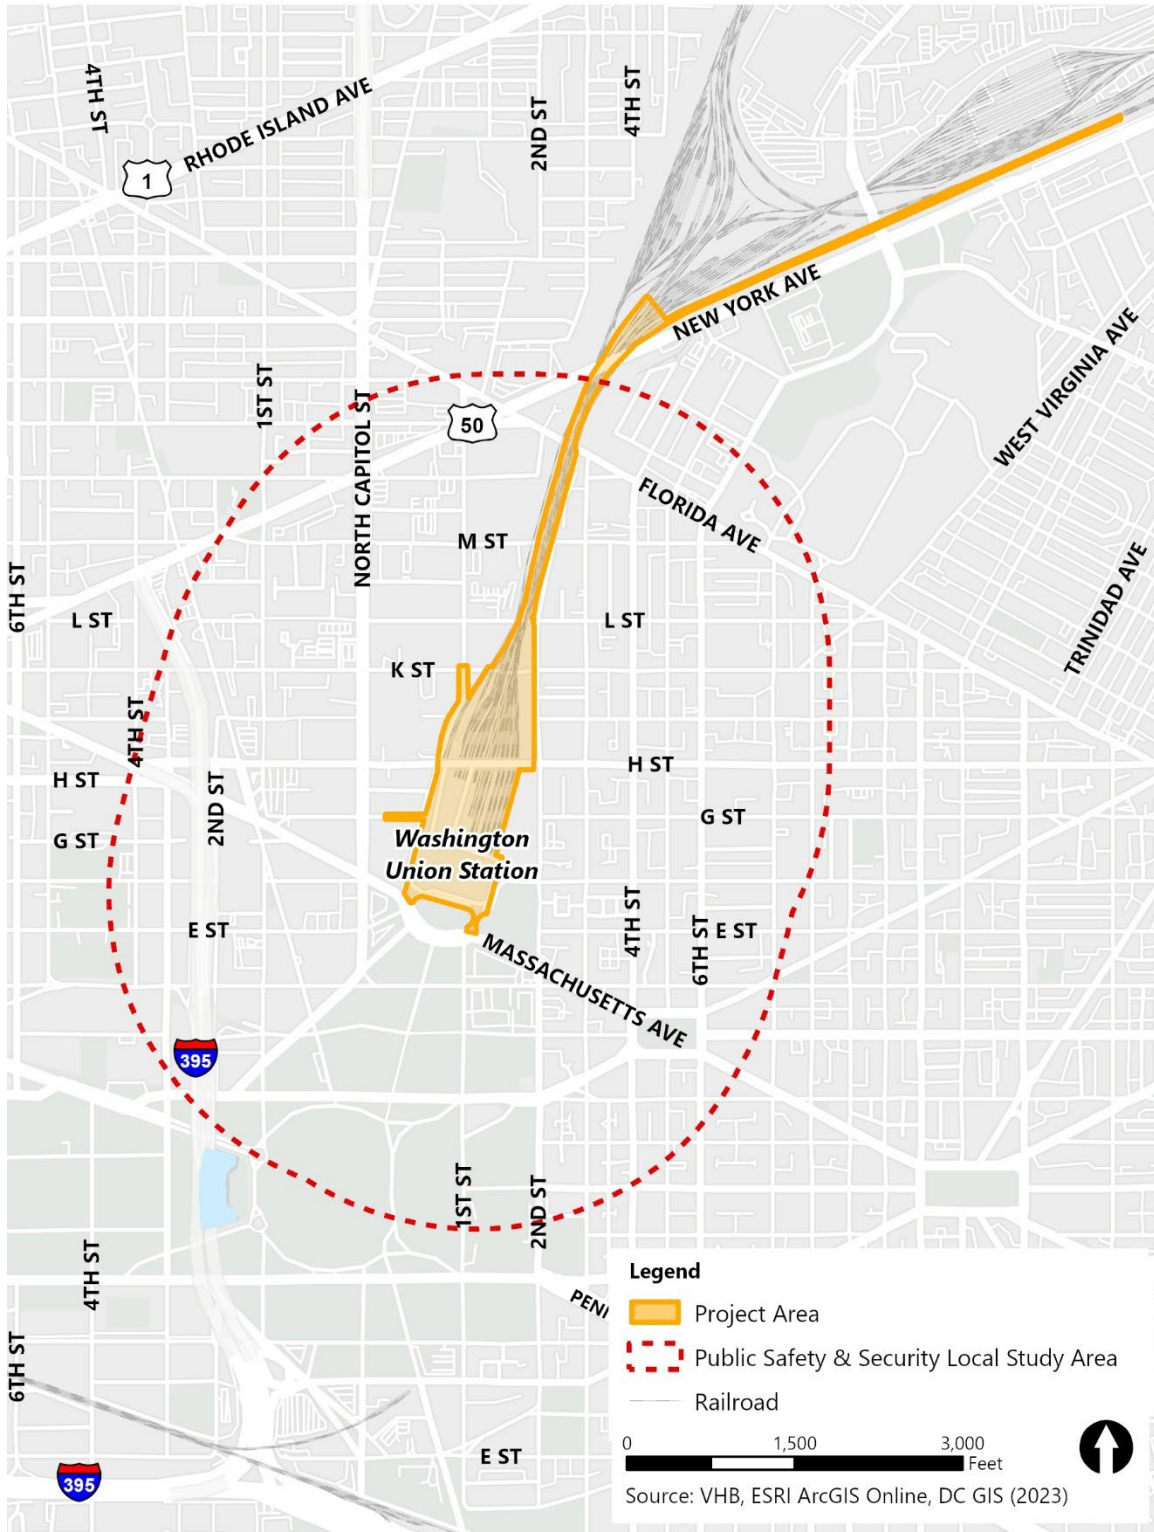 4TH ST
RHODE ISLAND AVE
1
2ND ST
4TH ST
NEW YORK AVE
WEST VIRGINIA AVE
1ST ST
NORTH CAPITOL ST
50
FLORIDA AVE
M ST
TRINIDAD AVE
6TH ST
L ST
L ST
K ST
4TH ST
H ST
H ST
2ND ST
G ST
G ST
Washington
Union Station
4TH ST
6TH ST
E ST
E ST
MASSACHUSETTS AVE
395
1ST ST
2ND ST
4TH ST
6TH ST
395
E ST
Legend
Project Area
Public Safety & Security Local Study Area
Railroad
0 1,500 3,000
Feet
Source: VHB, ESRI ArcGIS Online, DC GIS (2023)